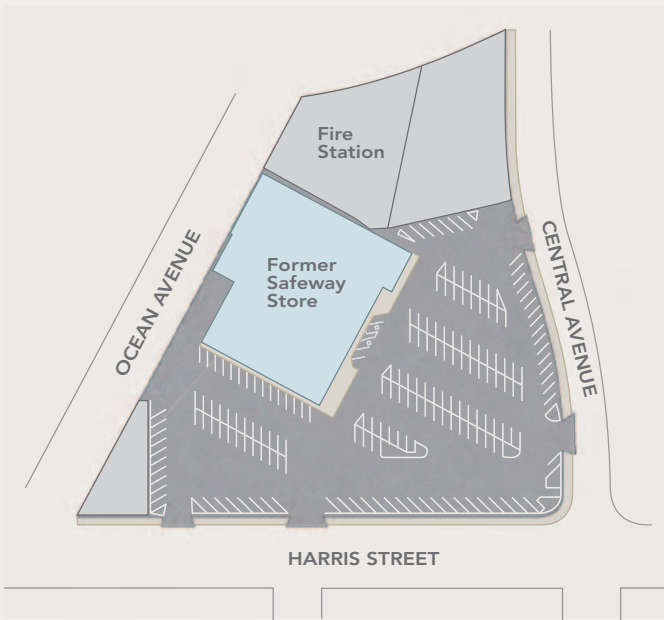 Fire
Station
Former
Safeway
Store
OCEAN AVENUE
CENTRAL AVENUE
HARRIS STREET